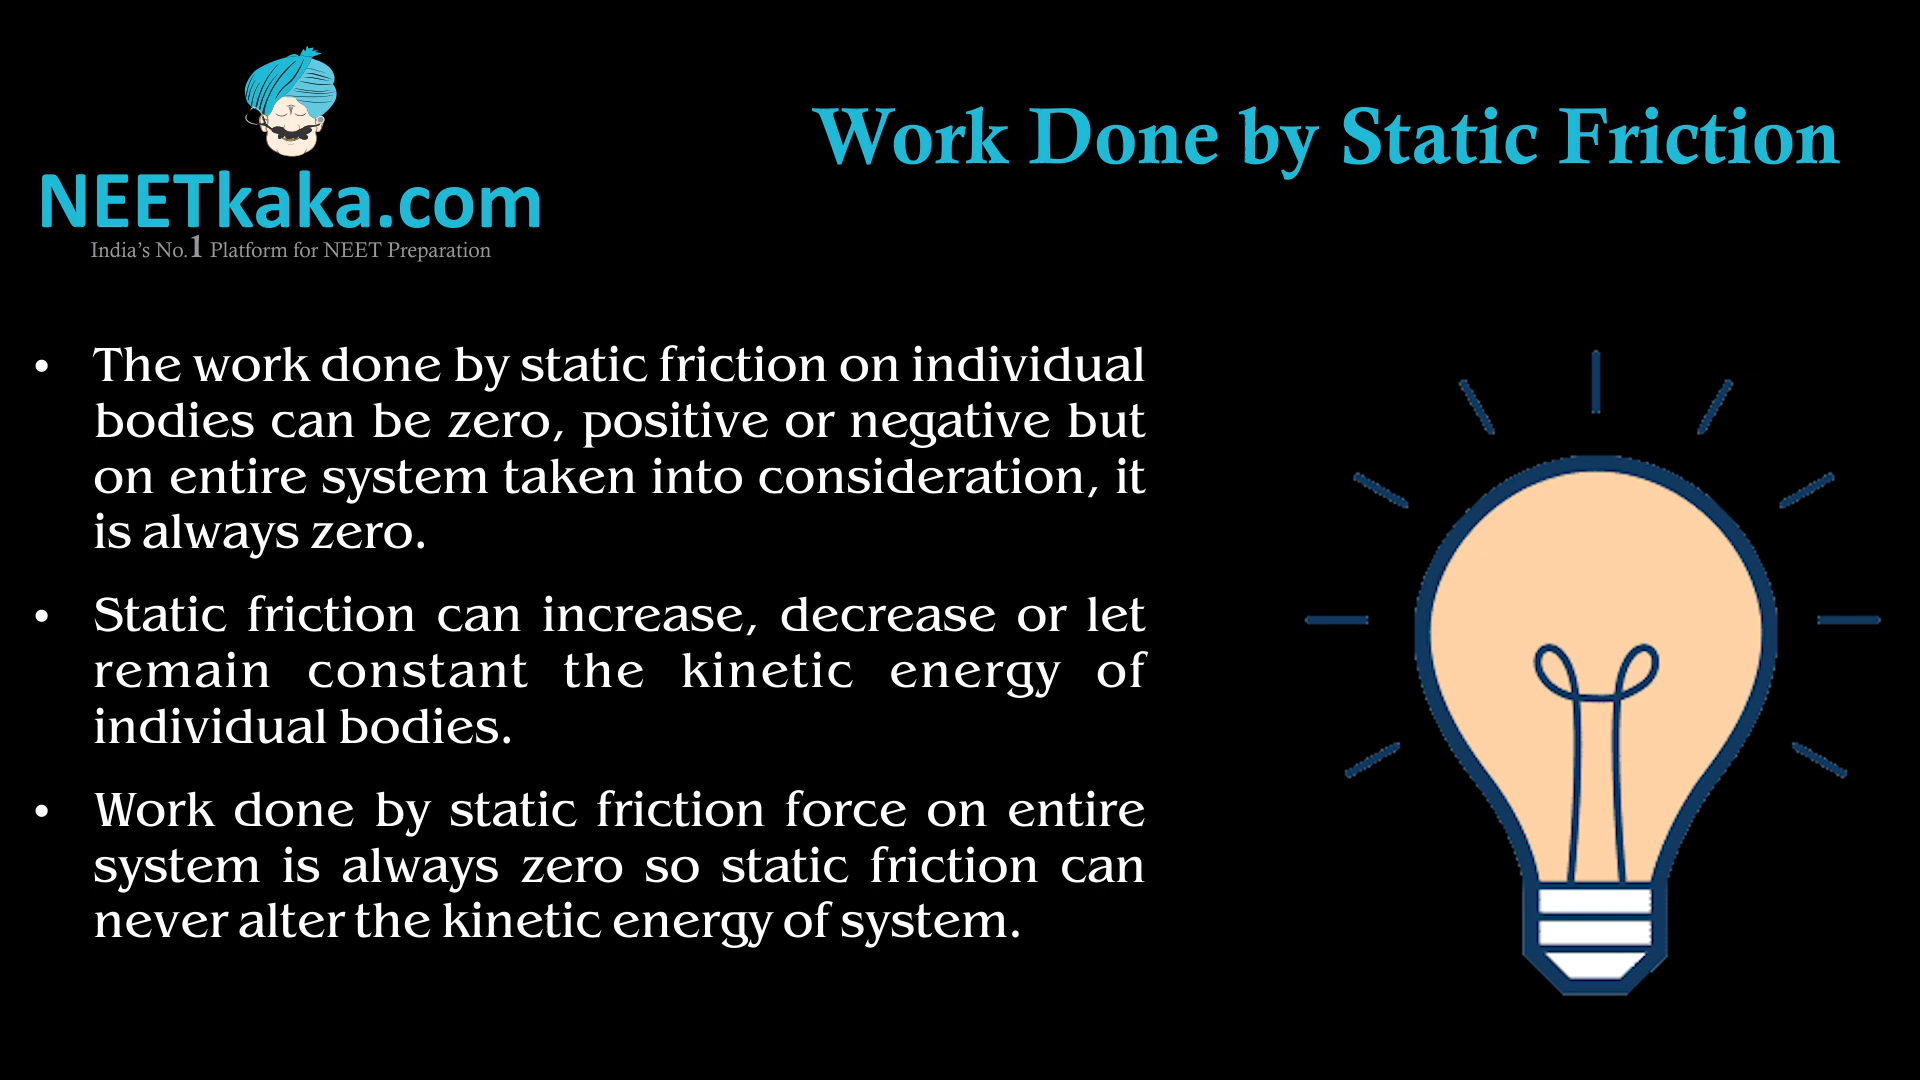 NEETkaka.com
India's No.1 Platform for NEET Preparation
Work Done by Static Friction
• The work done by static friction on individual
bodies can be zero, positive or negative but
on entire system taken into consideration, it
is always zero.
• Static friction can increase, decrease or let
remain constant the kinetic energy of
individual bodies.
• Work done by static friction force on entire
system is always zero so static friction can
never alter the kinetic energy of system.